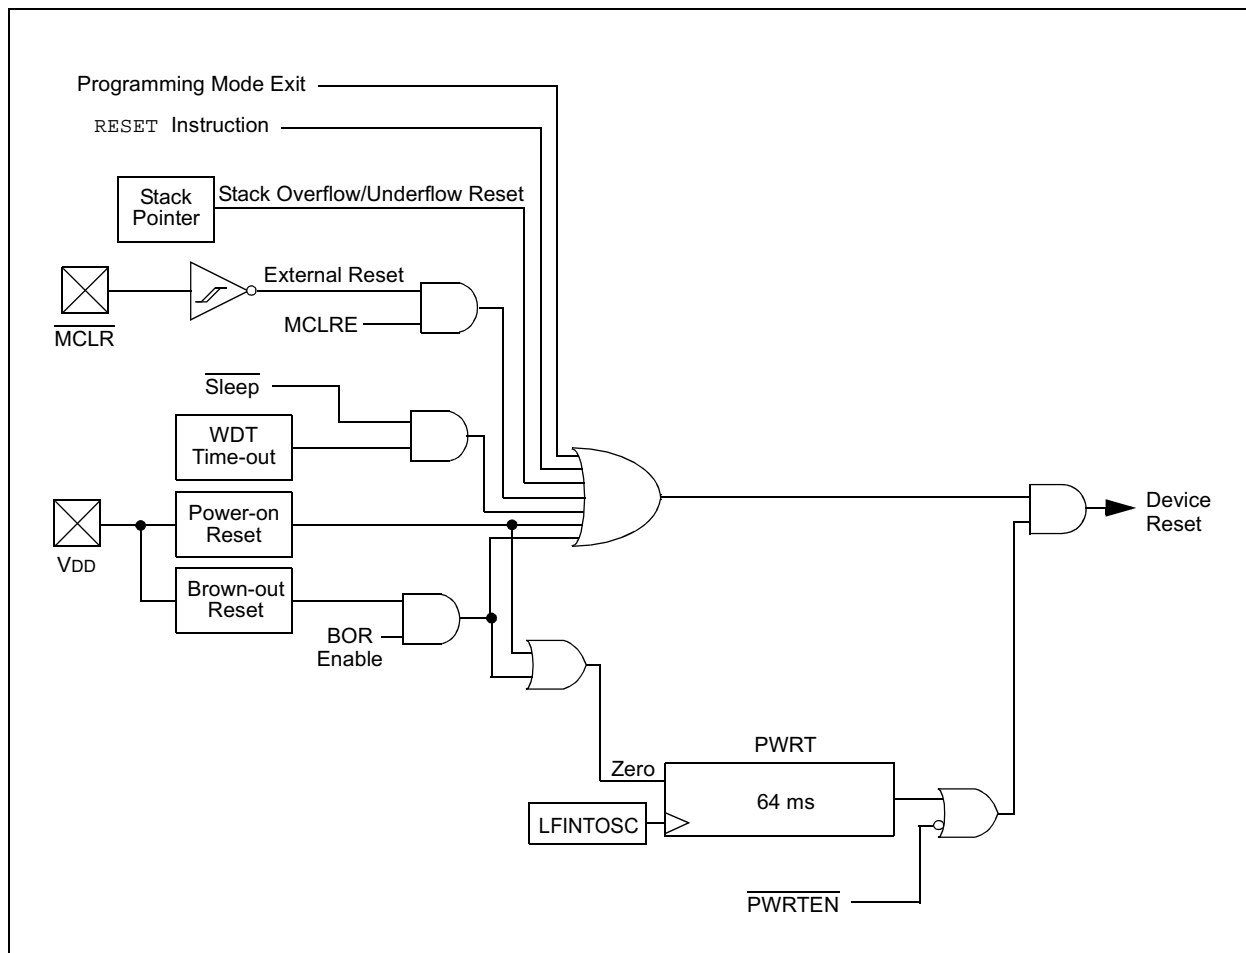 Programming Mode Exit
RESET Instruction
Stack
Pointer
Stack Overflow/Underflow Reset
External Reset
MCLR
MCLRE
Sleep
WDT
Time-out
Power-on
Reset
VDD
Brown-out
Reset
BOR
Enable
Device
Reset
PWRT
Zero
64 ms
LFINTOSC
PWRTEN